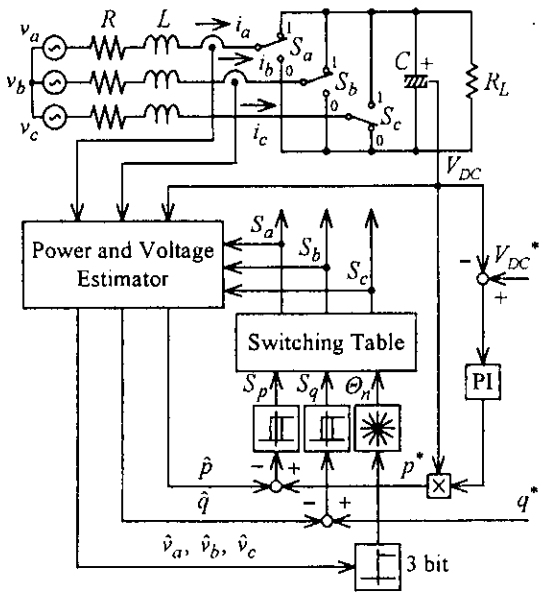 v_a R L i_a 1 S_a
v_b i_b 0 1 S_b
v_c i_c 0 1 S_c 0
C + R_L
V_DC
Power and Voltage
Estimator
S_a
S_b
S_c
V_DC*
−
+
Switching Table
PI
S_p S_q Θ_n
p̂ − + p* ×
q̂ − + q*
v̂_a, v̂_b, v̂_c
3 bit